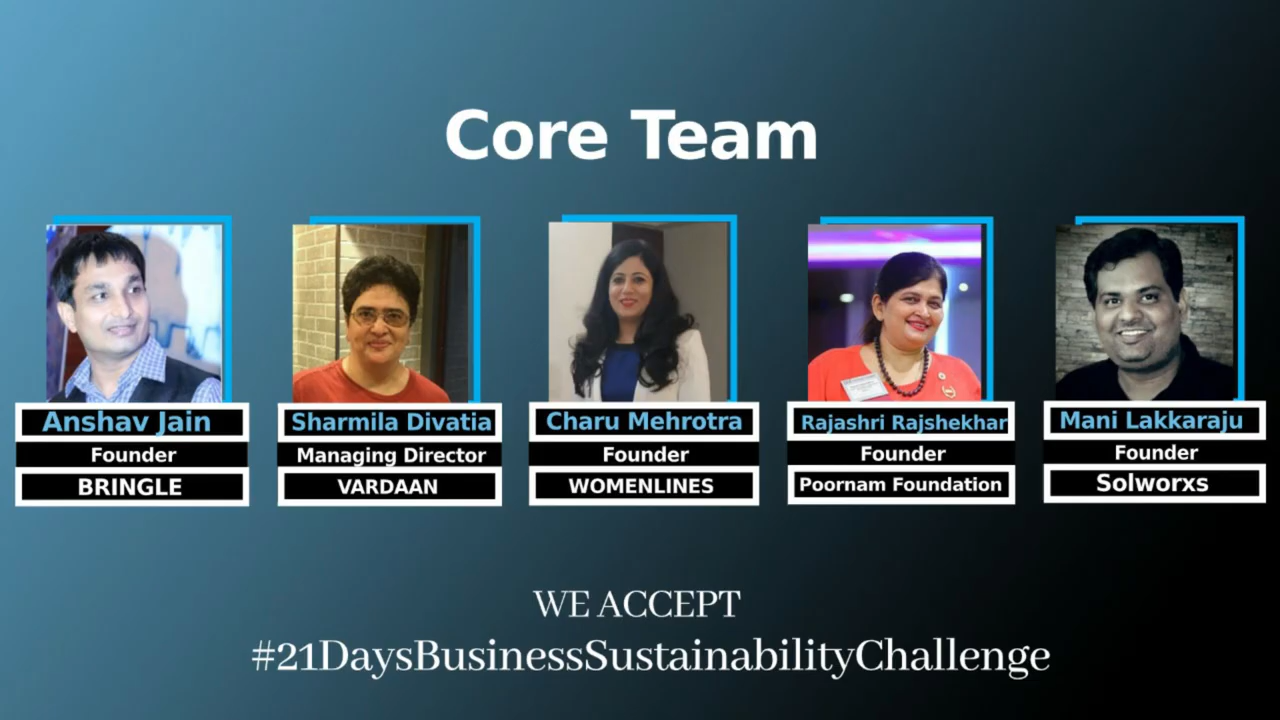 Core Team
Anshav Jain
Founder
BRINGLE
Sharmila Divatia
Managing Director
VARDAAN
Charu Mehrotra
Founder
WOMENLINES
Rajashri Rajshekhar
Founder
Poornam Foundation
Mani Lakkaraju
Founder
Solworxs
WE ACCEPT
#21DaysBusinessSustainabilityChallenge